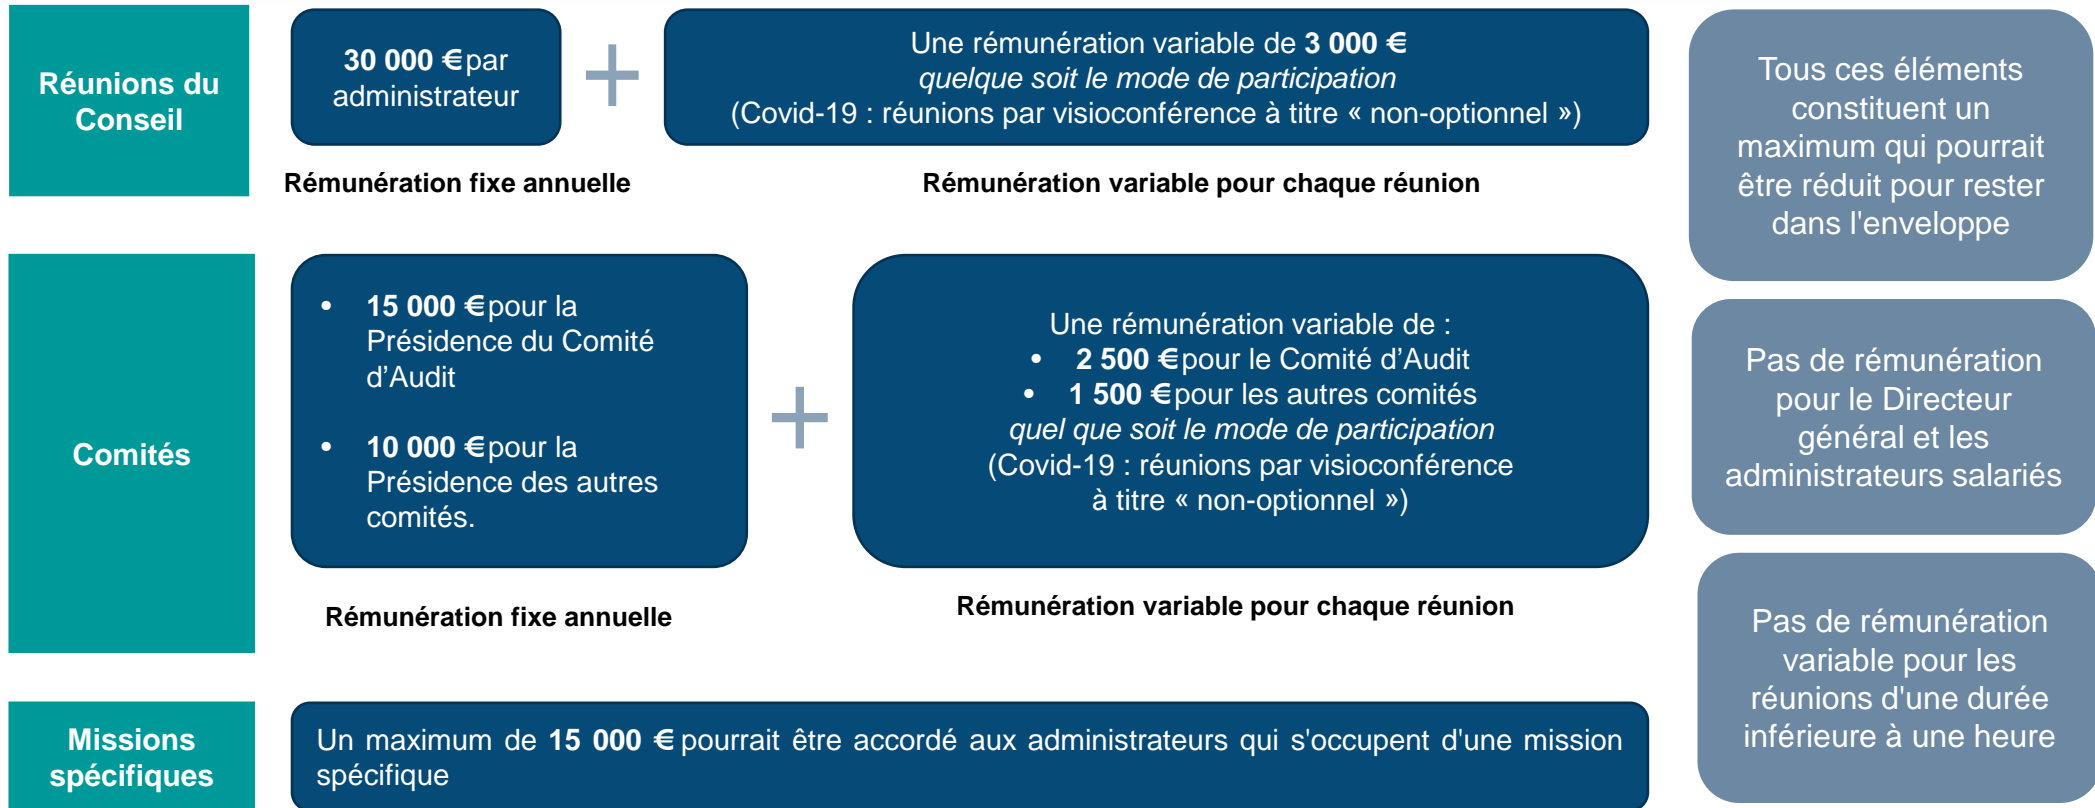 Réunions du
Conseil
30 000 € par
administrateur
+
Une rémunération variable de 3 000 €
quelque soit le mode de participation
(Covid-19 : réunions par visioconférence à titre « non-optionnel »)
Rémunération fixe annuelle
Rémunération variable pour chaque réunion
Tous ces éléments
constituent un
maximum qui pourrait
être réduit pour rester
dans l'enveloppe
Comités
• 15 000 € pour la
Présidence du Comité
d’Audit
• 10 000 € pour la
Présidence des autres
comités.
+
Une rémunération variable de :
• 2 500 € pour le Comité d’Audit
• 1 500 € pour les autres comités
quel que soit le mode de participation
(Covid-19 : réunions par visioconférence
à titre « non-optionnel »)
Rémunération fixe annuelle
Rémunération variable pour chaque réunion
Pas de rémunération
pour le Directeur
général et les
administrateurs salariés
Missions
spécifiques
Un maximum de 15 000 € pourrait être accordé aux administrateurs qui s'occupent d'une mission
spécifique
Pas de rémunération
variable pour les
réunions d'une durée
inférieure à une heure